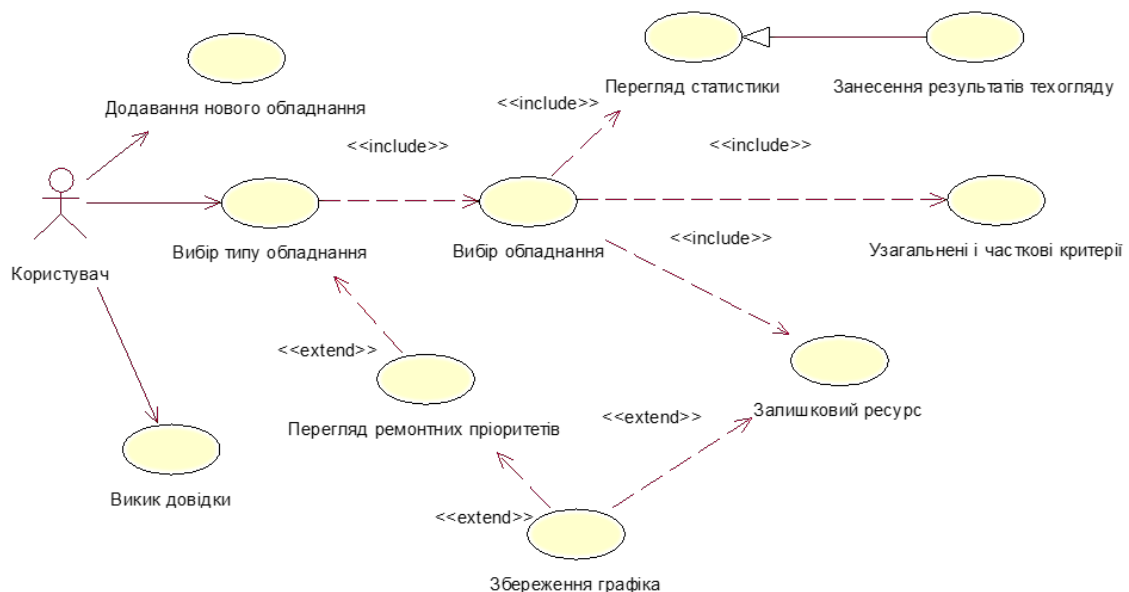 Перегляд статистики
Занесення результатів техогляду
Додавання нового обладнання
<<include>>
<<include>>
<<include>>
Вибір типу обладнання
Вибір обладнання
<<include>>
Узагальнені і часткові критерії
Користувач
<<extend>>
Залишковий ресурс
<<extend>>
Перегляд ремонтних пріоритетів
Викик довідки
<<extend>>
Збереження графіка